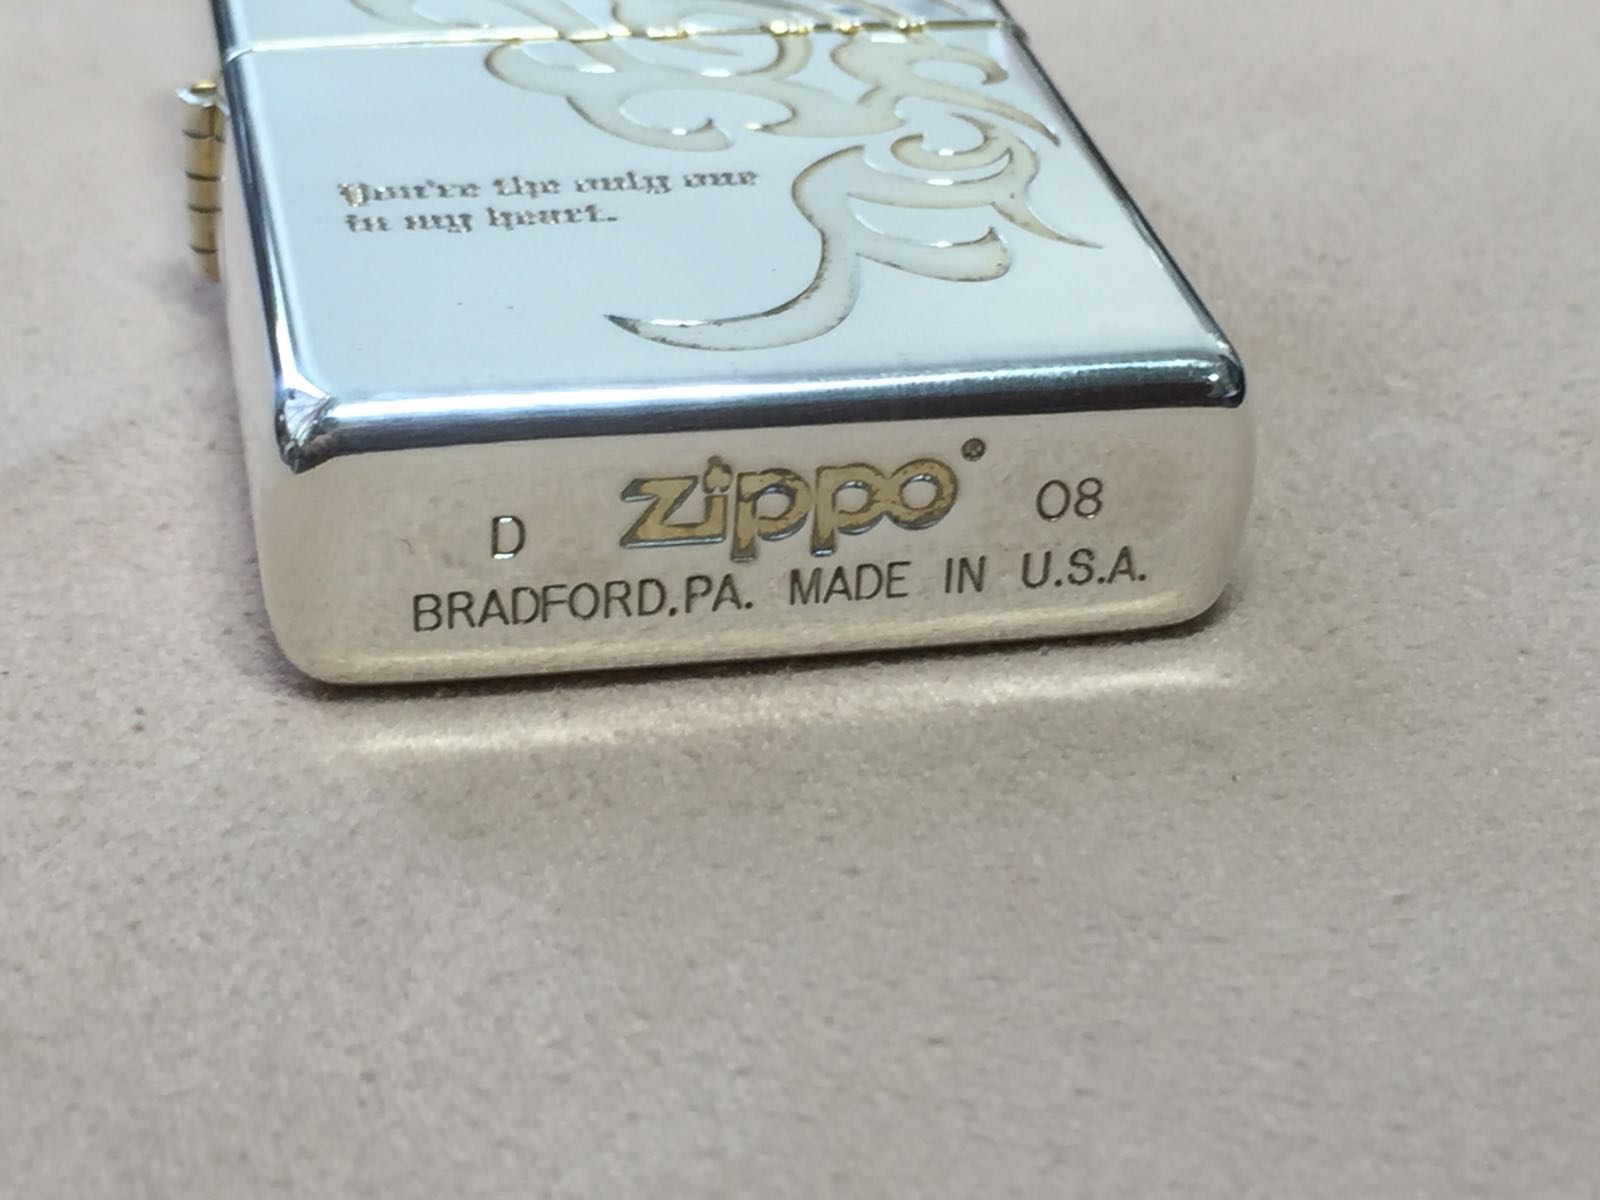 You're the only one
in my heart.
D zippo® 08
BRADFORD,PA. MADE IN U.S.A.